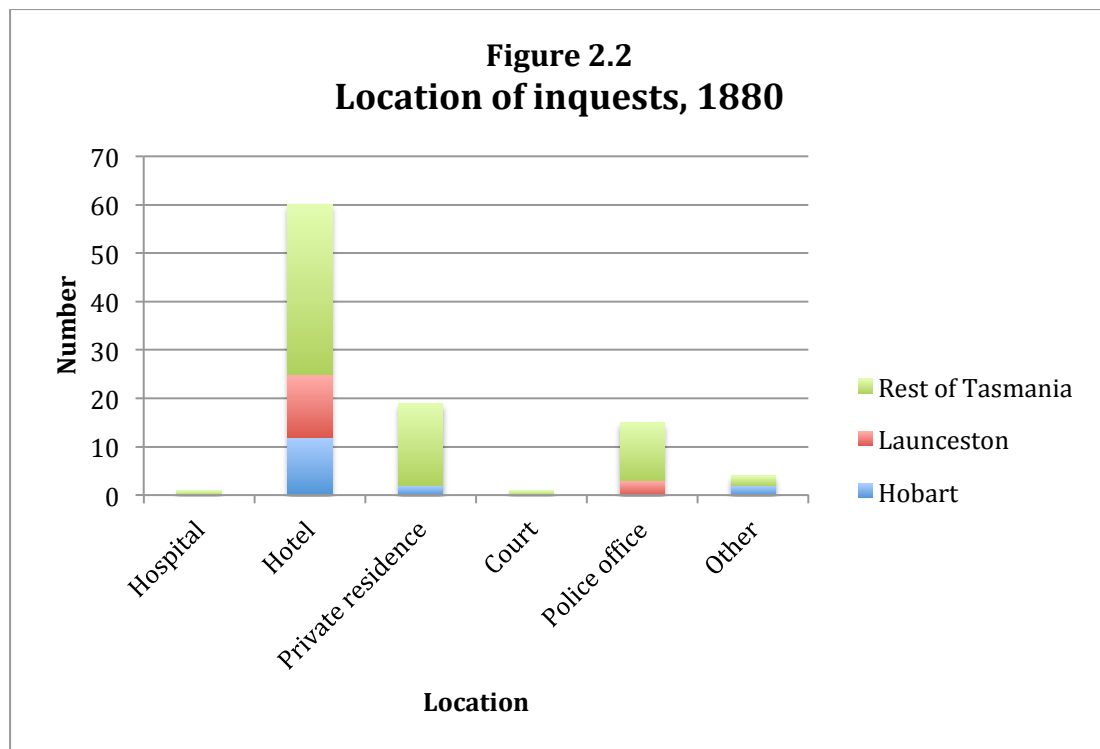 Figure 2.2
Location of inquests, 1880
Number
70
60
50
40
30
20
10
0
Hospital
Hotel
Private residence
Court
Police office
Other
Location
Rest of Tasmania
Launceston
Hobart